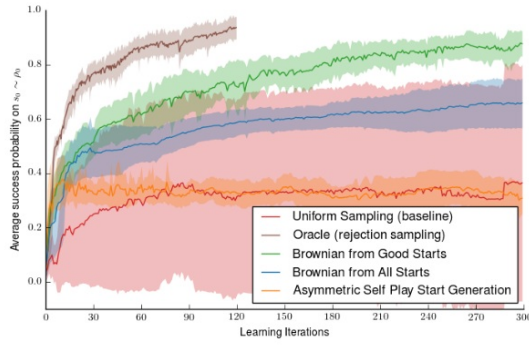 Average success probability on s₀ ~ ρ₀
1.0
0.8
0.6
0.4
0.2
0.0
Uniform Sampling (baseline)
Oracle (rejection sampling)
Brownian from Good Starts
Brownian from All Starts
Asymmetric Self Play Start Generation
0 30 60 90 120 150 180 210 240 270 300
Learning Iterations